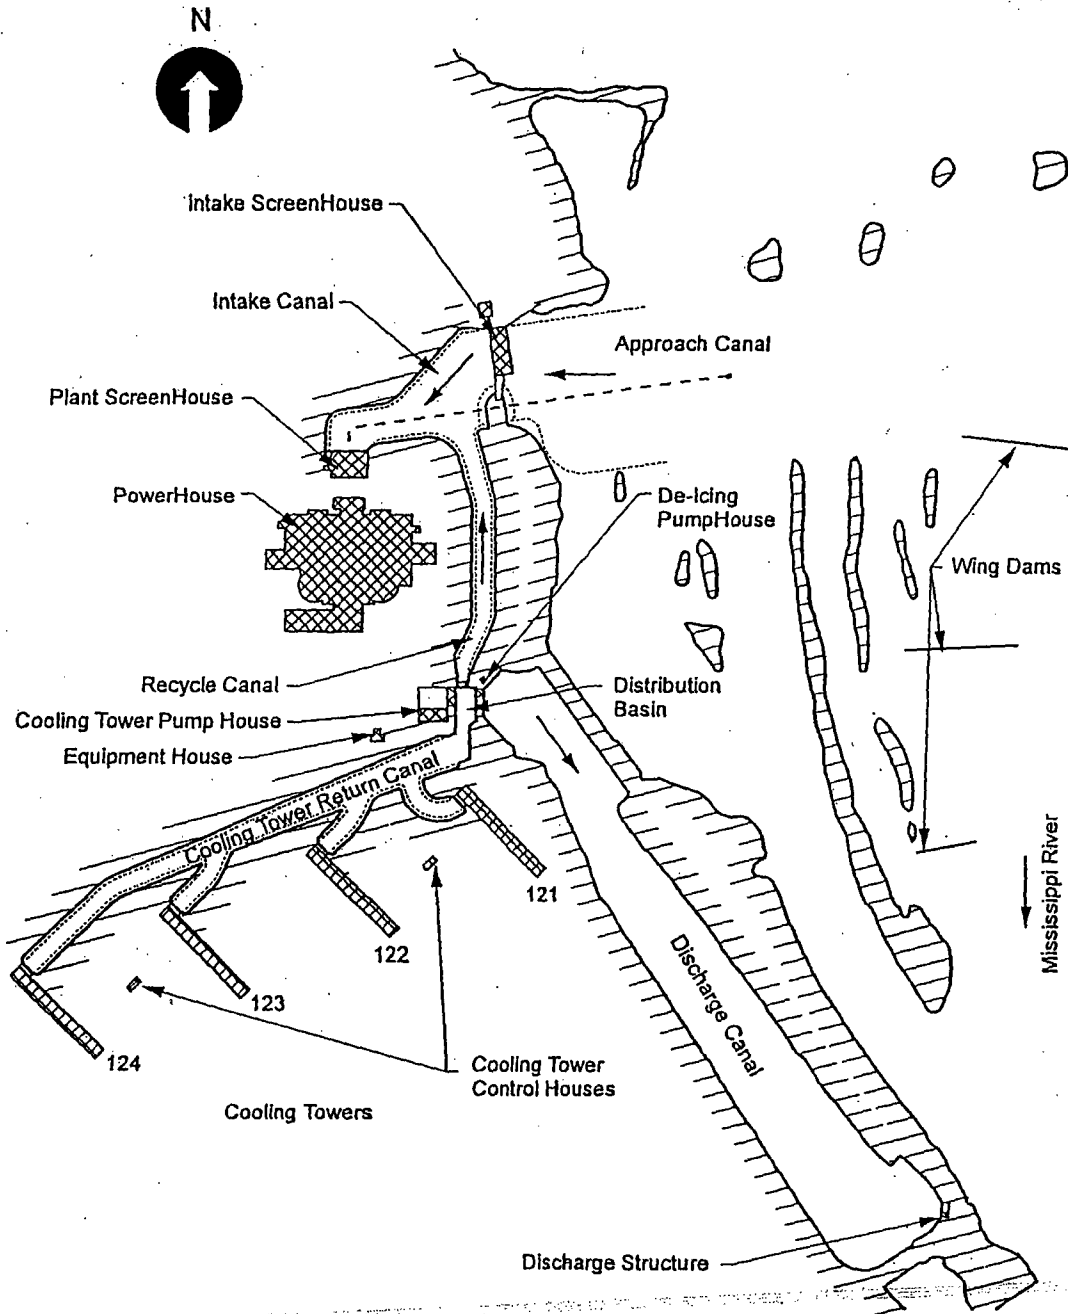 N
Intake ScreenHouse
Intake Canal
Approach Canal
Plant ScreenHouse
PowerHouse
De-Icing
PumpHouse
Wing Dams
Recycle Canal
Distribution
Basin
Cooling Tower Pump House
Equipment House
Cooling Tower Return Canal
121
122
123
124
Mississippi River
Discharge Canal
Cooling Tower
Control Houses
Cooling Towers
Discharge Structure